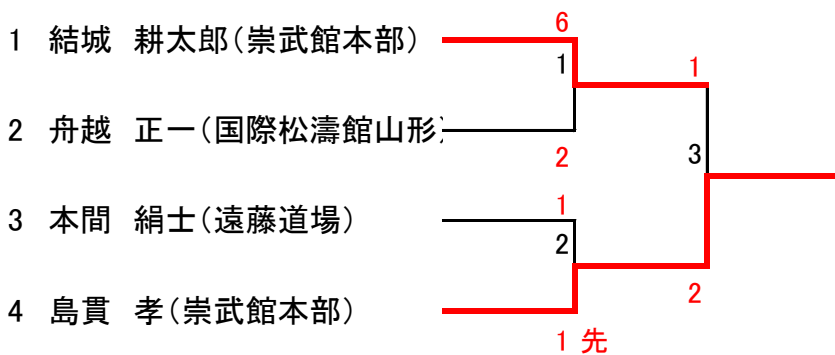 6
1 結城 耕太郎(崇武館本部)
1
1
2 舟越 正一(国際松濤館山形)
2
3
1
3 本間 絹士(遠藤道場)
2
2
4 島貫 孝(崇武館本部)
1 先